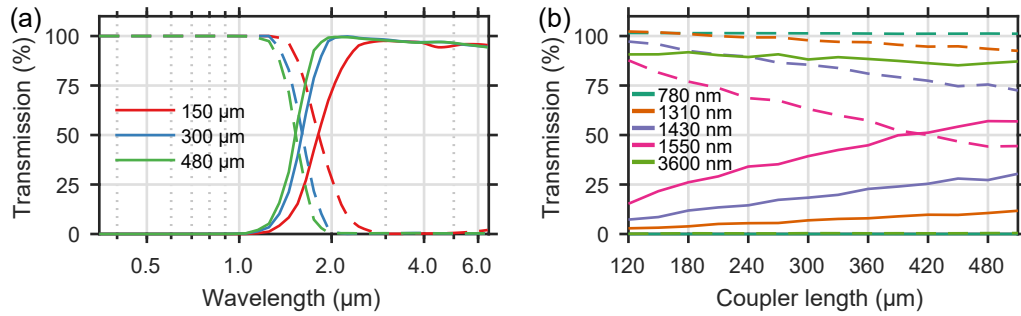 (a)
Transmission (%)
100
75
50
25
0
150 µm
300 µm
480 µm
0.5
1.0
2.0
4.0
6.0
Wavelength (µm)
(b)
Transmission (%)
100
75
50
25
0
780 nm
1310 nm
1430 nm
1550 nm
3600 nm
120
180
240
300
360
420
480
Coupler length (µm)